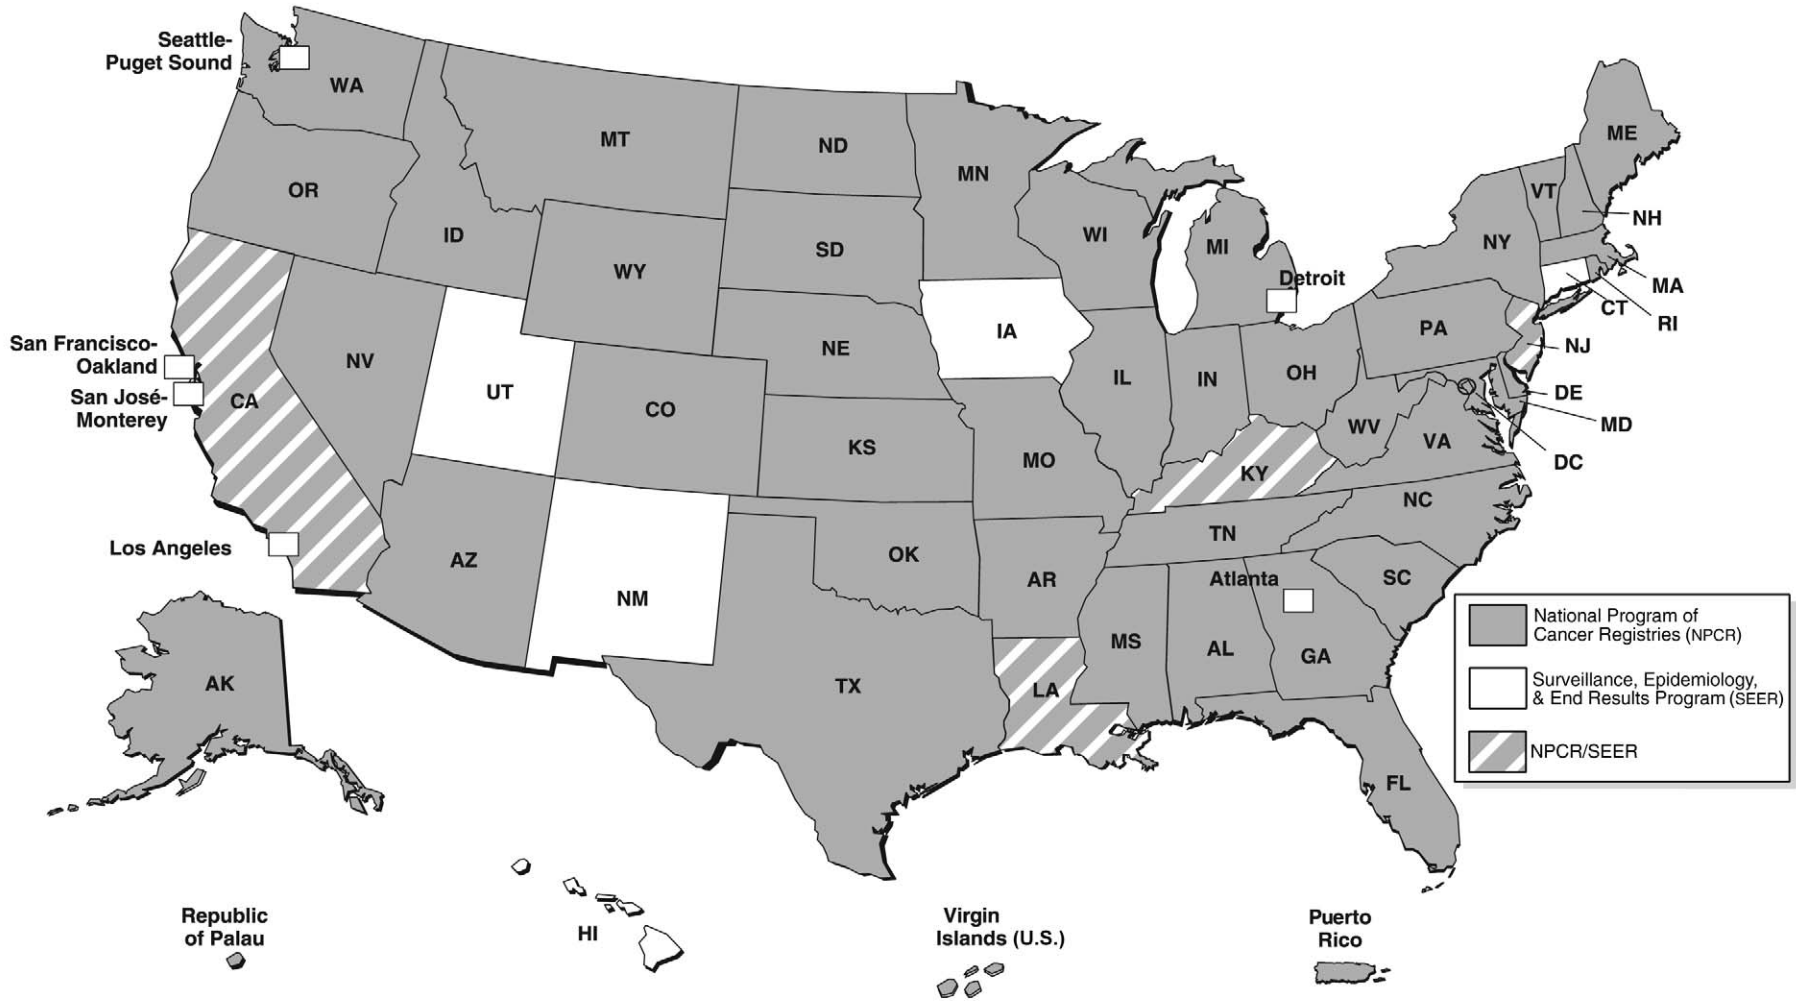 Seattle-
Puget Sound
WA
MT
ND
MN
ME
OR
ID
WY
SD
WI
MI
Detroit
NY
VT
NH
MA
CT
RI
San Francisco-
Oakland
San José-
Monterey
CA
NV
UT
CO
NE
IA
IL
IN
OH
PA
NJ
DE
MD
DC
KS
MO
KY
WV
VA
NC
TN
Los Angeles
AZ
NM
OK
AR
Atlanta
SC
MS
AL
GA
AK
TX
LA
FL
National Program of
Cancer Registries (NPCR)
Surveillance, Epidemiology,
& End Results Program (SEER)
NPCR/SEER
Republic
of Palau
HI
Virgin
Islands (U.S.)
Puerto
Rico